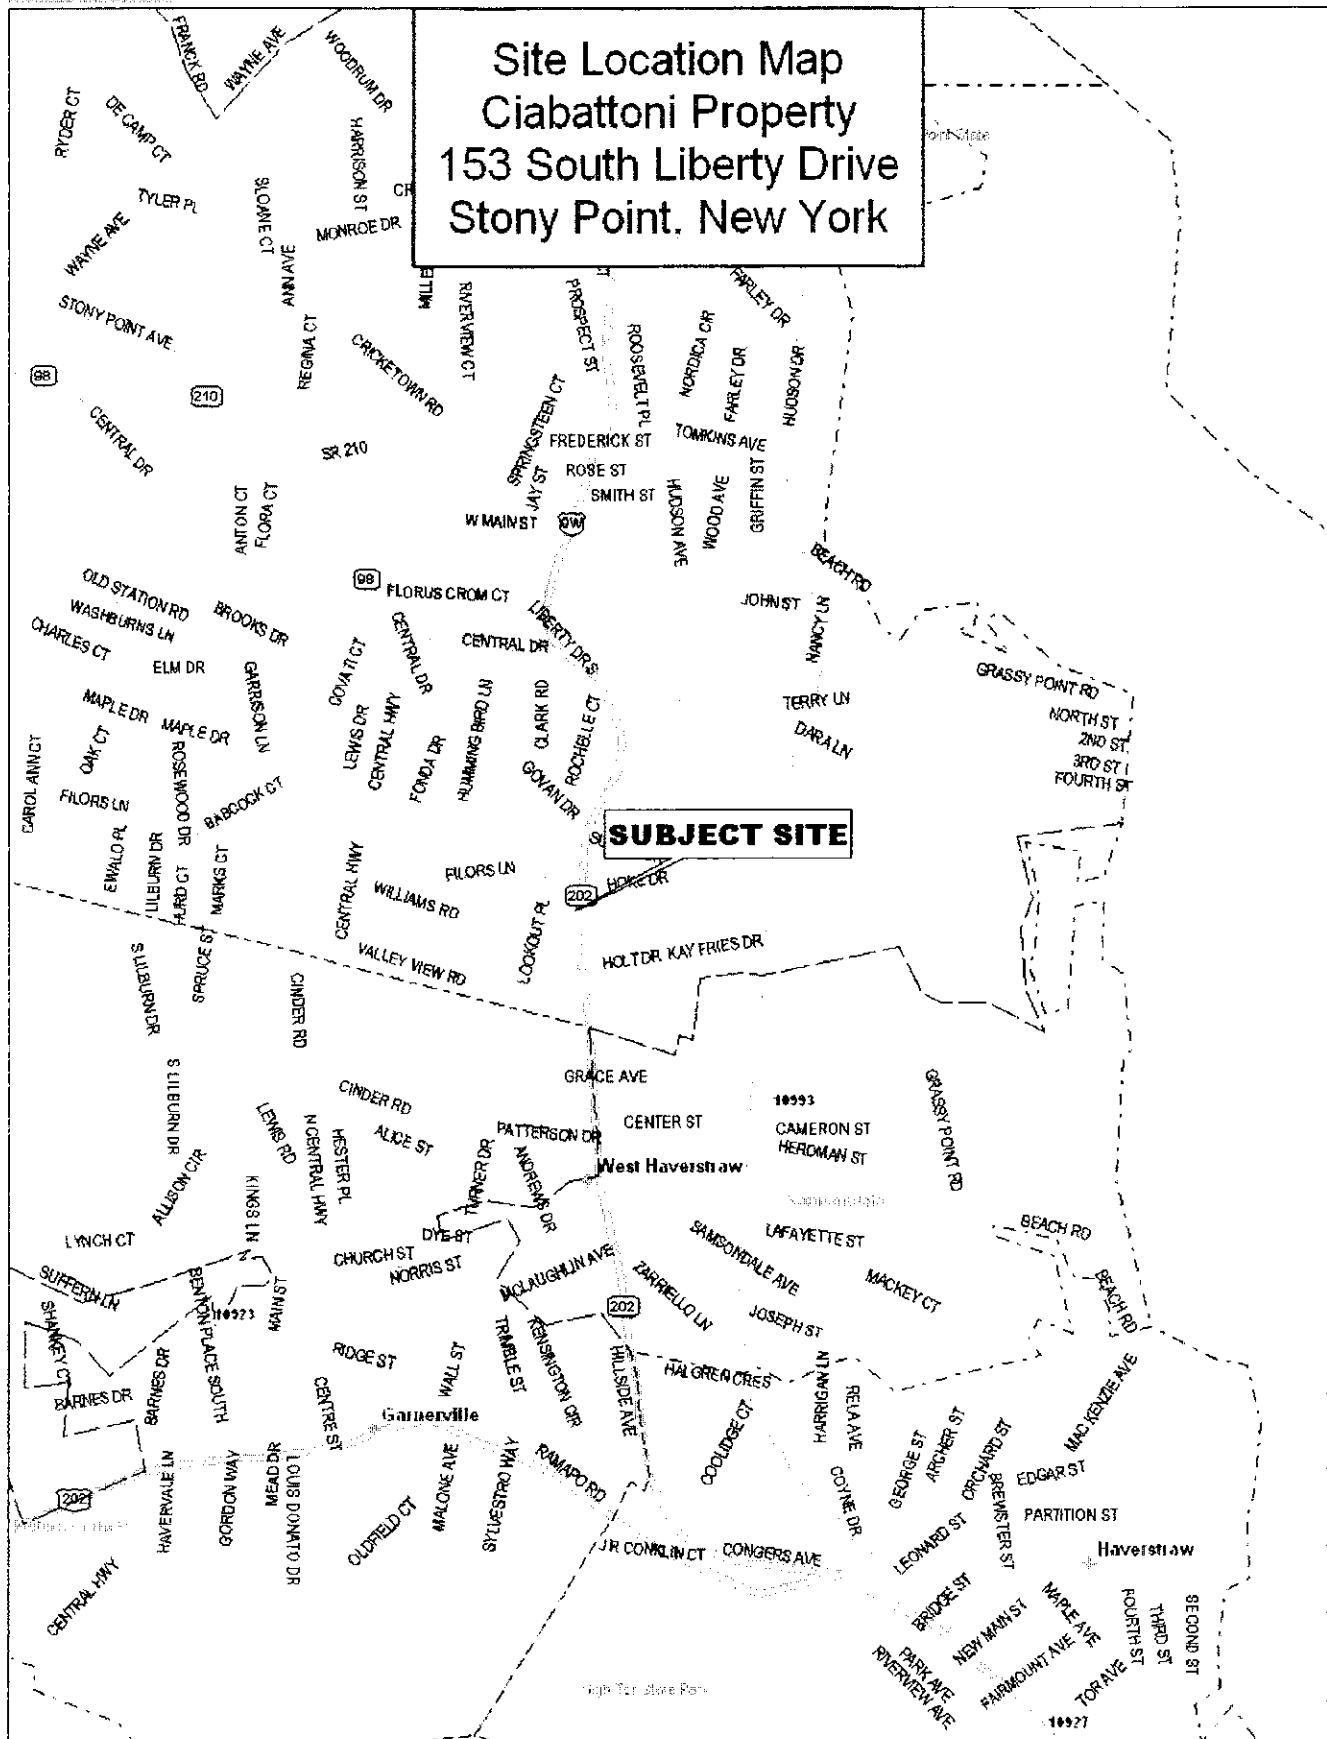 Site Location Map
Ciabattoni Property
153 South Liberty Drive
Stony Point, New York
FRANCK RD
WAYNE AVE
WOODRUM DR
RYDER CT
DE CAMP CT
HARRISON ST
TYLER PL
SLOANE CT
CR
MONROE DR
WAYNE AVE
ANN AVE
MILLE
RIVERVIEW CT
PROSPECT ST
FARLEY DR
STONY POINT AVE
REGINA CT
CRICKETOWN RD
ROOSEVELT PL
NORDICA CIR
FARLEY DR
HUDSON DR
98
210
CENTRAL DR
SR 210
SPRINGSTEEN CT
FREDERICK ST
TOMKINS AVE
ROSE ST
JAY ST
SMITH ST
HUDSON AVE
WOOD AVE
GRIFFIN ST
ANTON CT
FLORA CT
W MAIN ST
9W
BEACH RD
OLD STATION RD
WASHBURNS LN
CHARLES CT
BROOKS DR
98
FLORUS CROM CT
LIBERTY DR S
JOHN ST
NANCY LN
ELM DR
GARRISON LN
GOVATI CT
CENTRAL DR
CENTRAL DR
GRASSY POINT RD
MAPLE DR
MAPLE DR
OAK CT
LEWIS DR
CENTRAL HWY
FONDA DR
HUMMING BIRD LN
CLARK RD
ROCHELLE CT
TERRY LN
DARA LN
NORTH ST
2ND ST
3RD ST
FOURTH ST
CAROL ANN CT
FILORS LN
ROSEWOOD DR
BABCOCK CT
GOVAN DR
SUBJECT SITE
EWALD PL
LILBURN DR
HURD CT
MARKS CT
CENTRAL HWY
WILLIAMS RD
FILORS LN
202
HOKE DR
LOOKOUT PL
S LILBURN DR
SPRUCE ST
VALLEY VIEW RD
HOLT DR
KAY FRIES DR
CINDER RD
S LILBURN DR
CINDER RD
GRACE AVE
10993
GRASSY POINT RD
LEWIS RD
N CENTRAL HWY
HESTER PL
ALICE ST
PATTERSON DR
CENTER ST
CAMERON ST
HERDMAN ST
ALLISON CIR
TURNER DR
ANDREWS DR
West Haverstraw
KINGS LN
LYNCH CT
DYE ST
CHURCH ST
NORRIS ST
SAMSONDALE AVE
LAFAYETTE ST
BEACH RD
SUFFERN LN
BENTON PLACE SOUTH
10923
MAIN ST
MCLAUGHLIN AVE
ZARRIELLO LN
MACKEY CT
BEACH RD
SHANKEY CT
202
JOSEPH ST
BARNES DR
BARNES DR
RIDGE ST
WALL ST
TRIMBLE ST
KENSINGTON CIR
HILLSIDE AVE
HALGREN CRES
HARRIGAN LN
RELA AVE
MAC KENZIE AVE
CENTRE ST
Garnerville
COOLIDGE CT
GEORGE ST
ARCHER ST
ORCHARD ST
EDGAR ST
202
HAVERVALE LN
GORDON WAY
MEAD DR
LOUIS DONATO DR
MALONE AVE
SYLVESTRO WAY
RAMAPO RD
COYNE DR
BREWSTER ST
PARTITION ST
OLDFIELD CT
JR CONKLIN CT
CONGERS AVE
LEONARD ST
Haverstraw
CENTRAL HWY
BRIDGE ST
NEW MAIN ST
MAPLE AVE
FOURTH ST
THIRD ST
SECOND ST
PARK AVE
RIVERVIEW AVE
FAIRMOUNT AVE
TOR AVE
High Tor State Park
10927